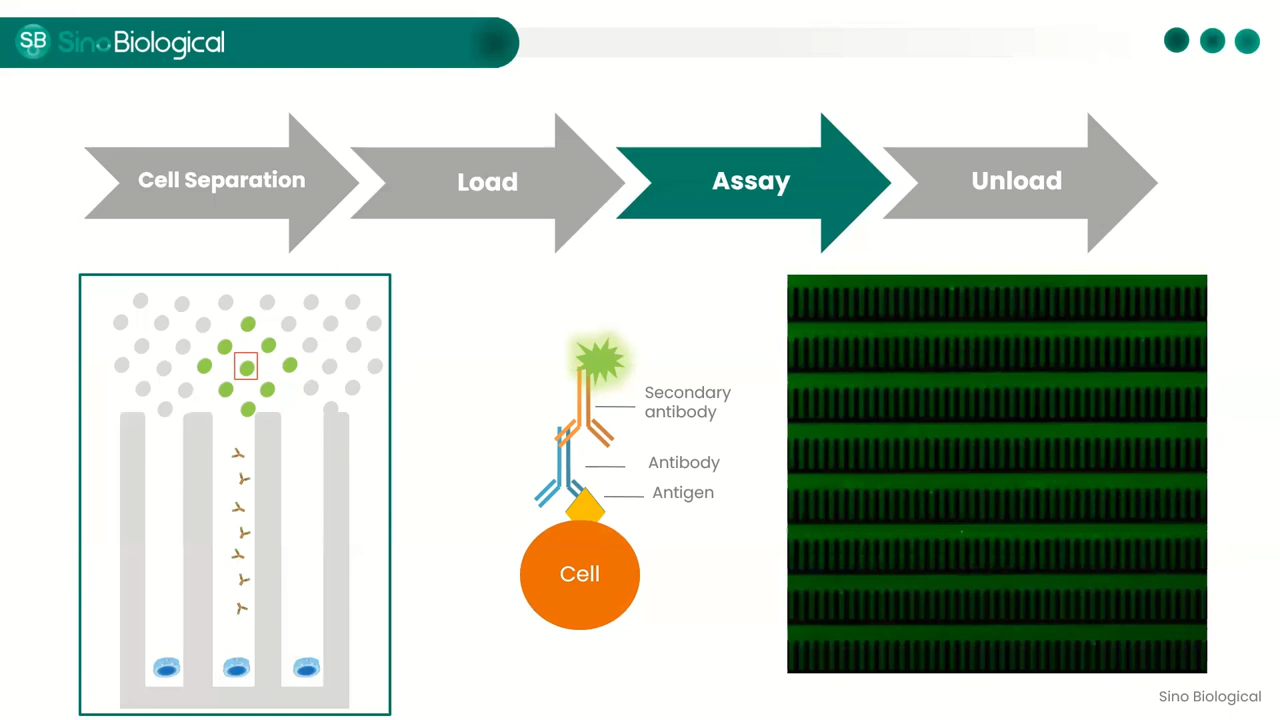 SB SinoBiological
Cell Separation
Load
Assay
Unload
Secondary
antibody
Antibody
Antigen
Cell
Sino Biological